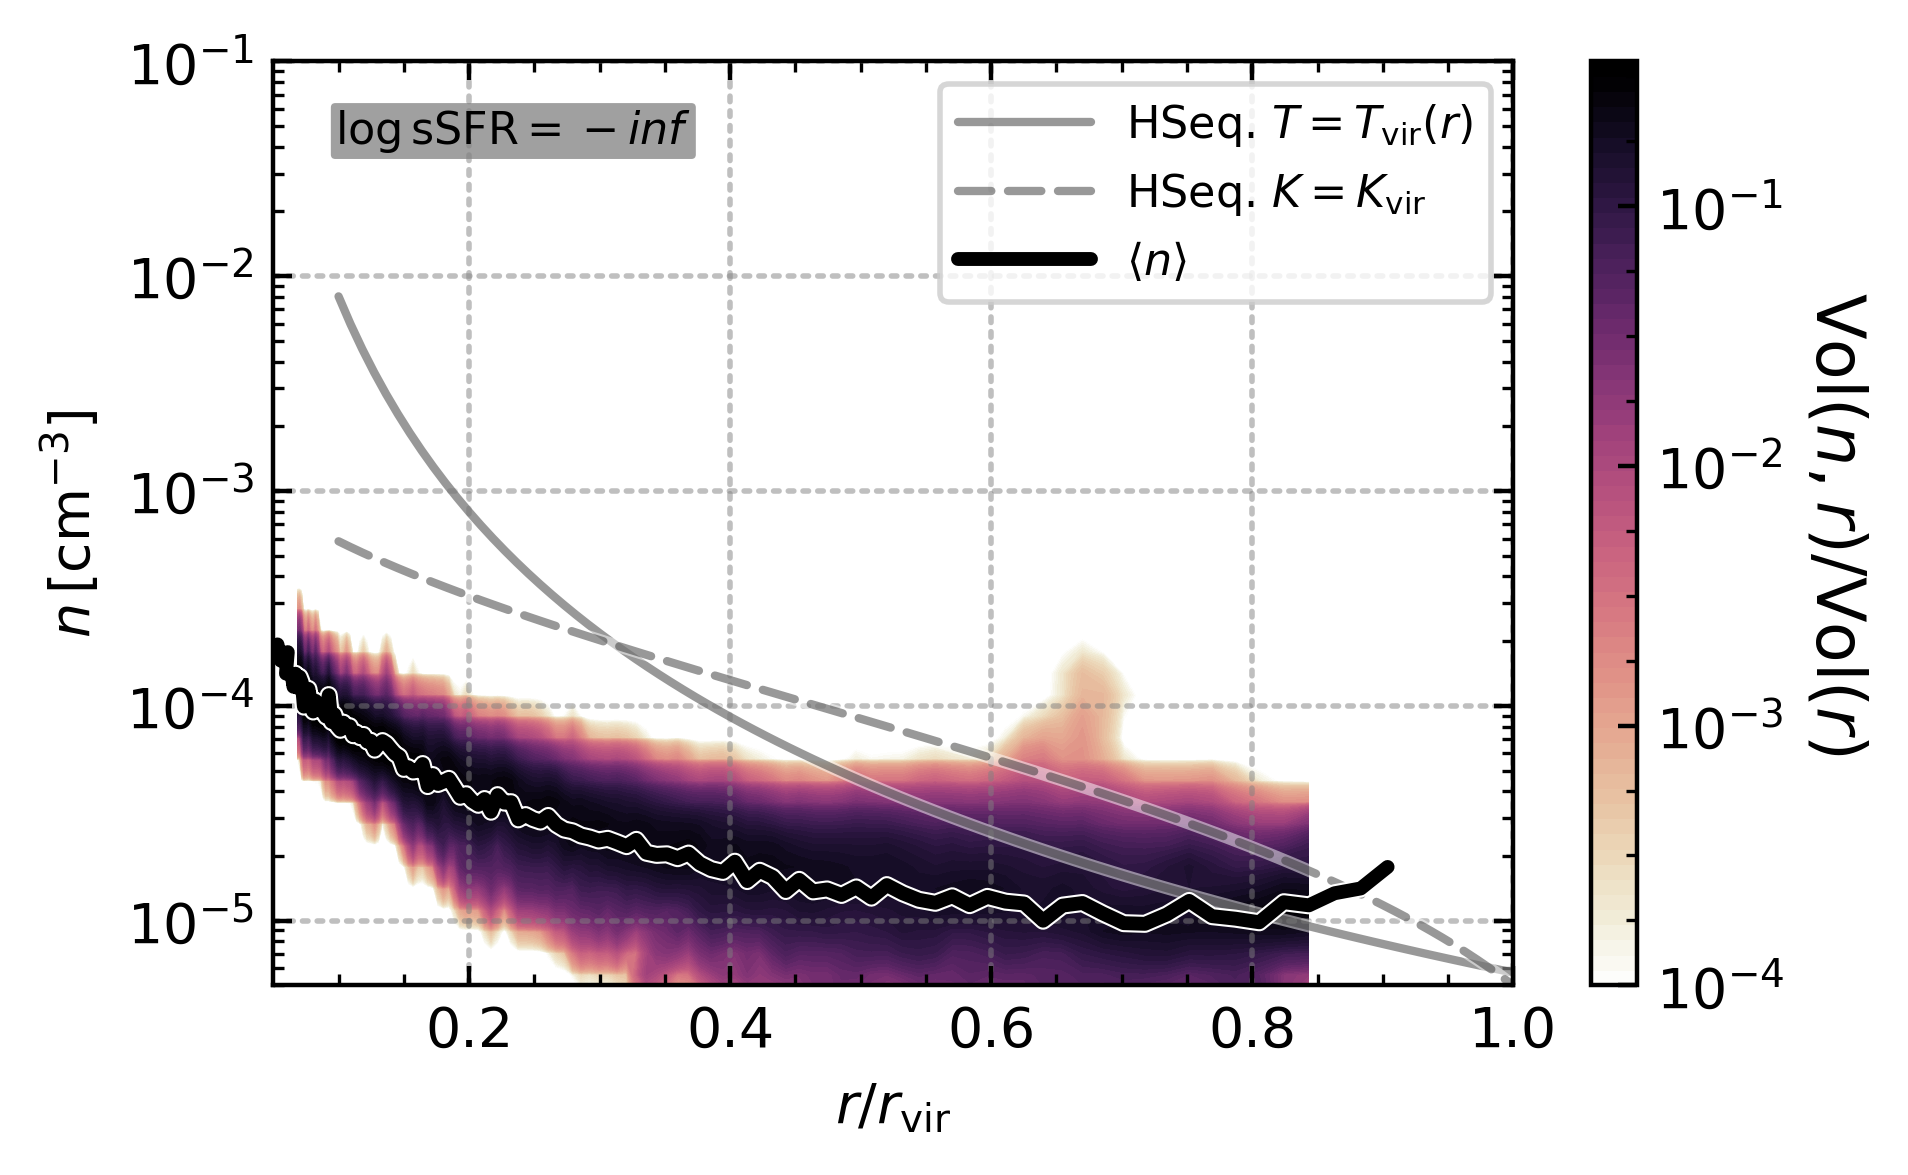 log sSFR = −inf
HSeq. T = T_vir(r)
HSeq. K = K_vir
⟨n⟩
n [cm⁻³]
10⁻¹
10⁻²
10⁻³
10⁻⁴
10⁻⁵
0.2 0.4 0.6 0.8 1.0
r/r_vir
10⁻¹
10⁻²
10⁻³
10⁻⁴
Vol(n, r)/Vol(r)